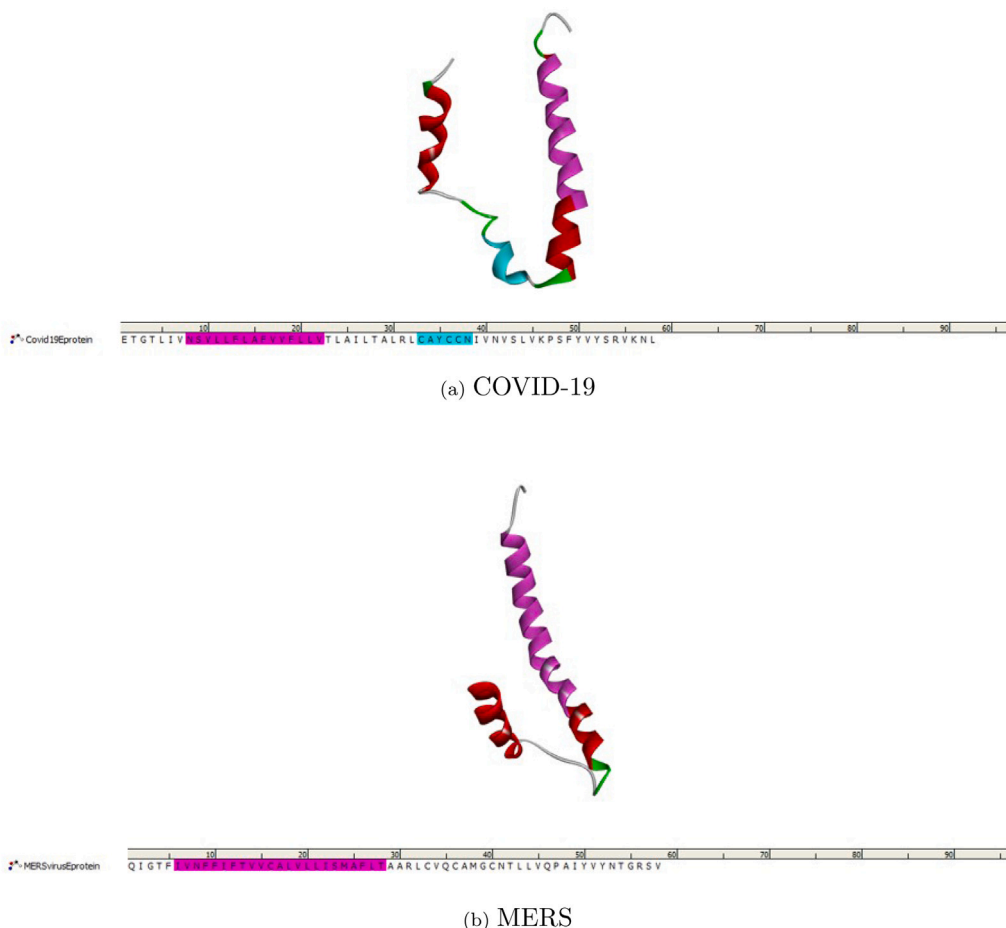 10 20 30 40 50 60 70 80 90
Covid19Eprotein E T G T L I V N S V L L F L A F V V F L L V T L A I L T A L R L C A Y C C N I V N V S L V K P S F Y V Y S R V K N L
(a) COVID-19
10 20 30 40 50 60 70 80 90
MERSvirusEprotein Q I G T F A A R L C V Q C A M G C N T L L V Q P A I Y V Y N T G R S V
(b) MERS